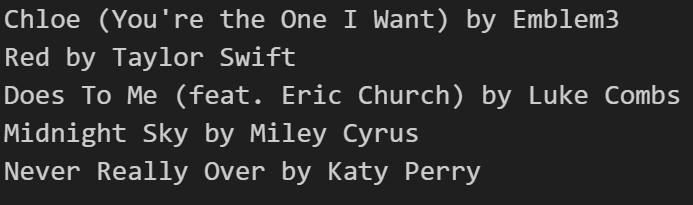 Chloe (You're the One I Want) by Emblem3
Red by Taylor Swift
Does To Me (feat. Eric Church) by Luke Combs
Midnight Sky by Miley Cyrus
Never Really Over by Katy Perry